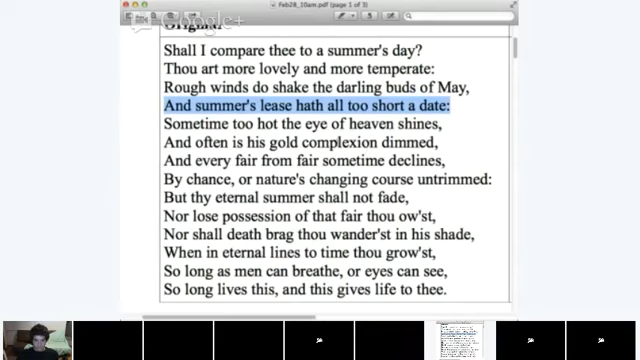 Feb28_10am.pdf (page 1 of 3)
Google+
Original
Shall I compare thee to a summer's day?
Thou art more lovely and more temperate:
Rough winds do shake the darling buds of May,
And summer's lease hath all too short a date:
Sometime too hot the eye of heaven shines,
And often is his gold complexion dimmed,
And every fair from fair sometime declines,
By chance, or nature's changing course untrimmed:
But thy eternal summer shall not fade,
Nor lose possession of that fair thou ow'st,
Nor shall death brag thou wander'st in his shade,
When in eternal lines to time thou grow'st,
So long as men can breathe, or eyes can see,
So long lives this, and this gives life to thee.